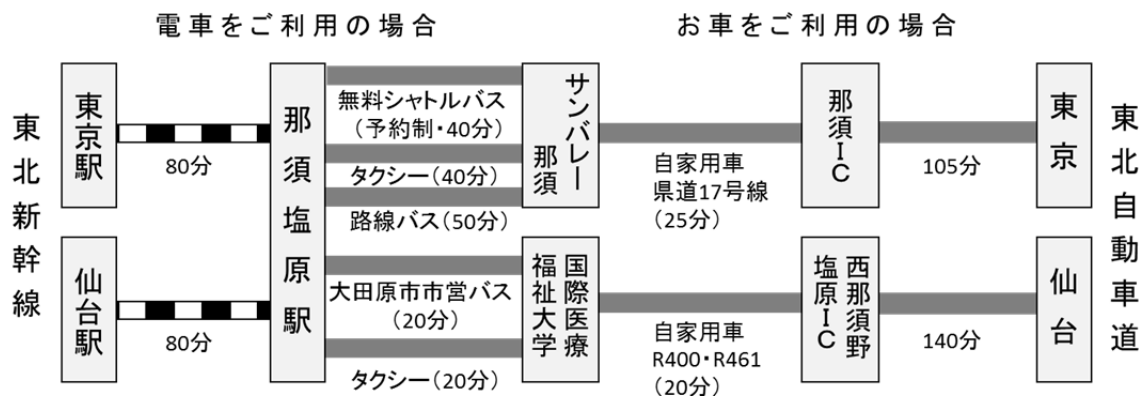 電車をご利用の場合
お車をご利用の場合
東北新幹線
東京駅
80分
仙台駅
80分
那須塩原駅
無料シャトルバス
（予約制・40分）
タクシー（40分）
路線バス（50分）
大田原市市営バス
（20分）
タクシー（20分）
サンバレー
那須
国際医療
福祉大学
自家用車
県道17号線
（25分）
自家用車
R400・R461
（20分）
那須IC
西那須野
塩原IC
105分
140分
東京
仙台
東北自動車道